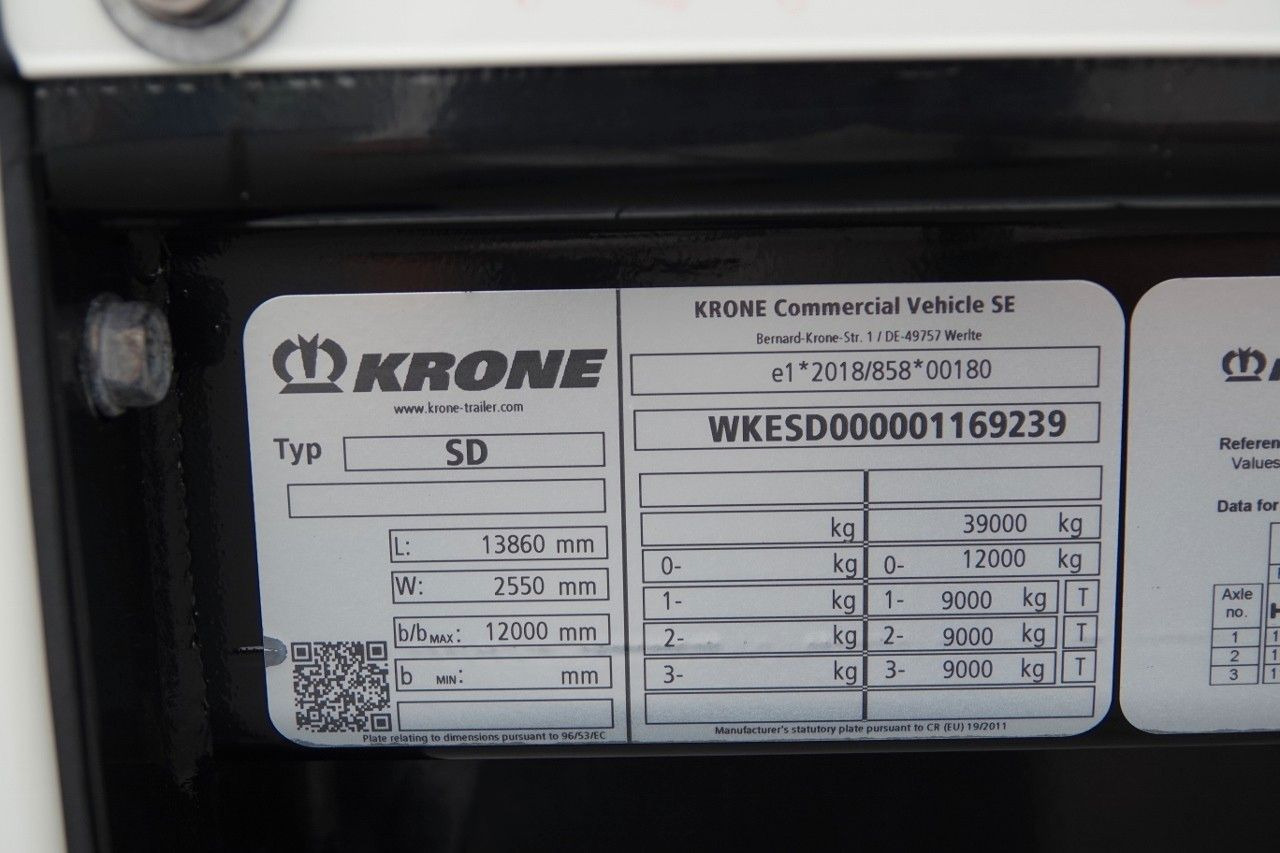 KRONE
www.krone-trailer.com
Typ SD
L: 13860 mm
W: 2550 mm
b/b MAX: 12000 mm
b MIN: mm
Plate relating to dimensions pursuant to 96/53/EC
KRONE Commercial Vehicle SE
Bernard-Krone-Str. 1 / DE-49757 Werlte
e1*2018/858*00180
WKESD000001169239
kg 39000 kg
0- kg 0- 12000 kg
1- kg 1- 9000 kg T
2- kg 2- 9000 kg T
3- kg 3- 9000 kg T
Manufacturer's statutory plate pursuant to CR (EU) 19/2011
Values
Data for
Axle
no.
1
2
3